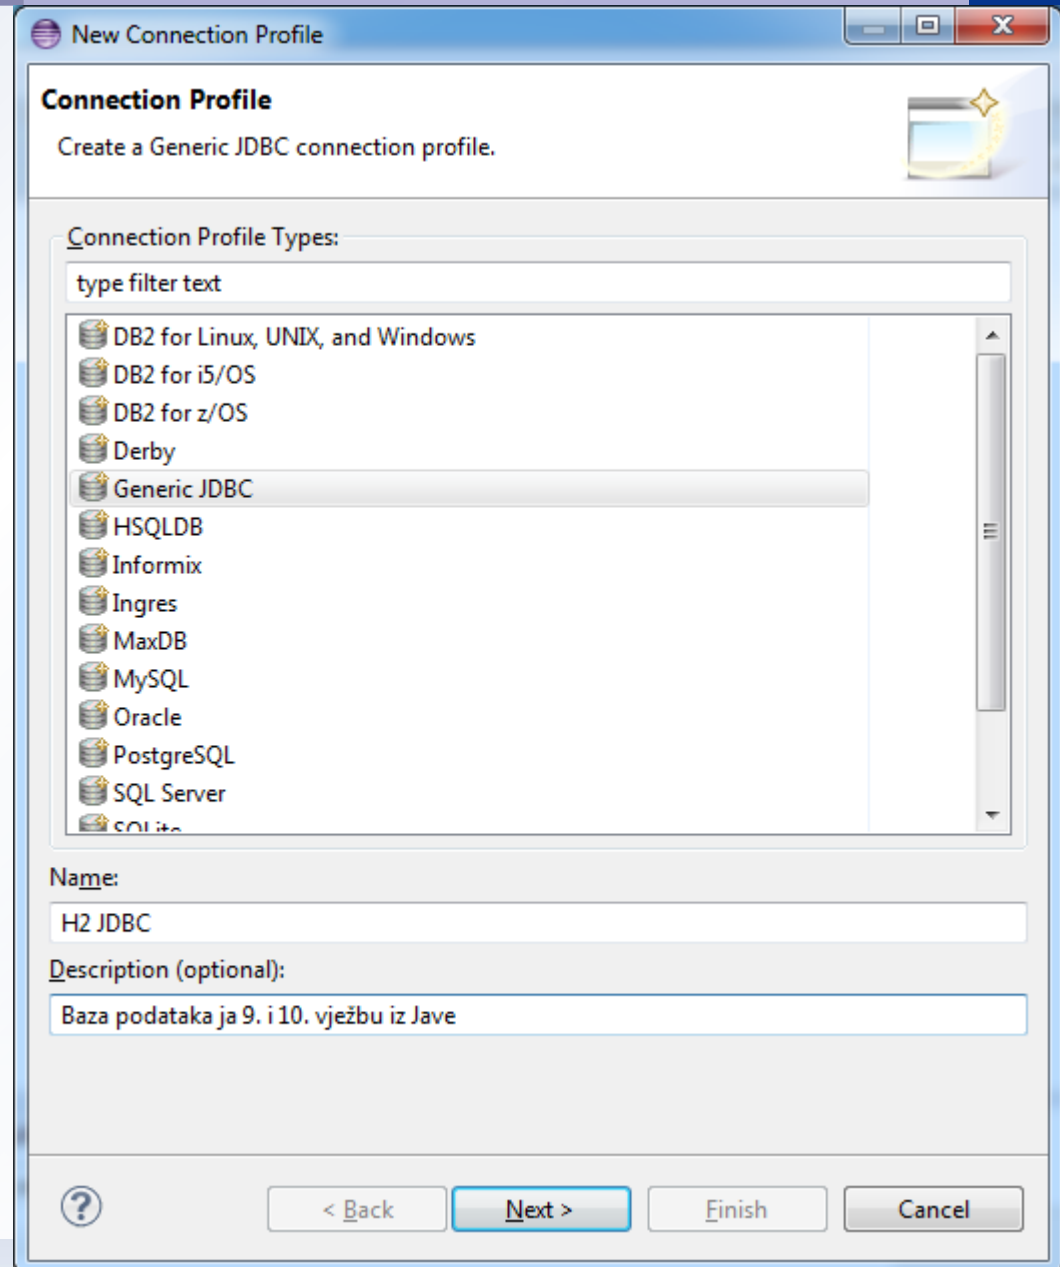 New Connection Profile
Connection Profile
Create a Generic JDBC connection profile.
Connection Profile Types:
type filter text
DB2 for Linux, UNIX, and Windows
DB2 for i5/OS
DB2 for z/OS
Derby
Generic JDBC
HSQLDB
Informix
Ingres
MaxDB
MySQL
Oracle
PostgreSQL
SQL Server
SQLite
Name:
H2 JDBC
Description (optional):
Baza podataka ja 9. i 10. vježbu iz Jave
< Back
Next >
Finish
Cancel